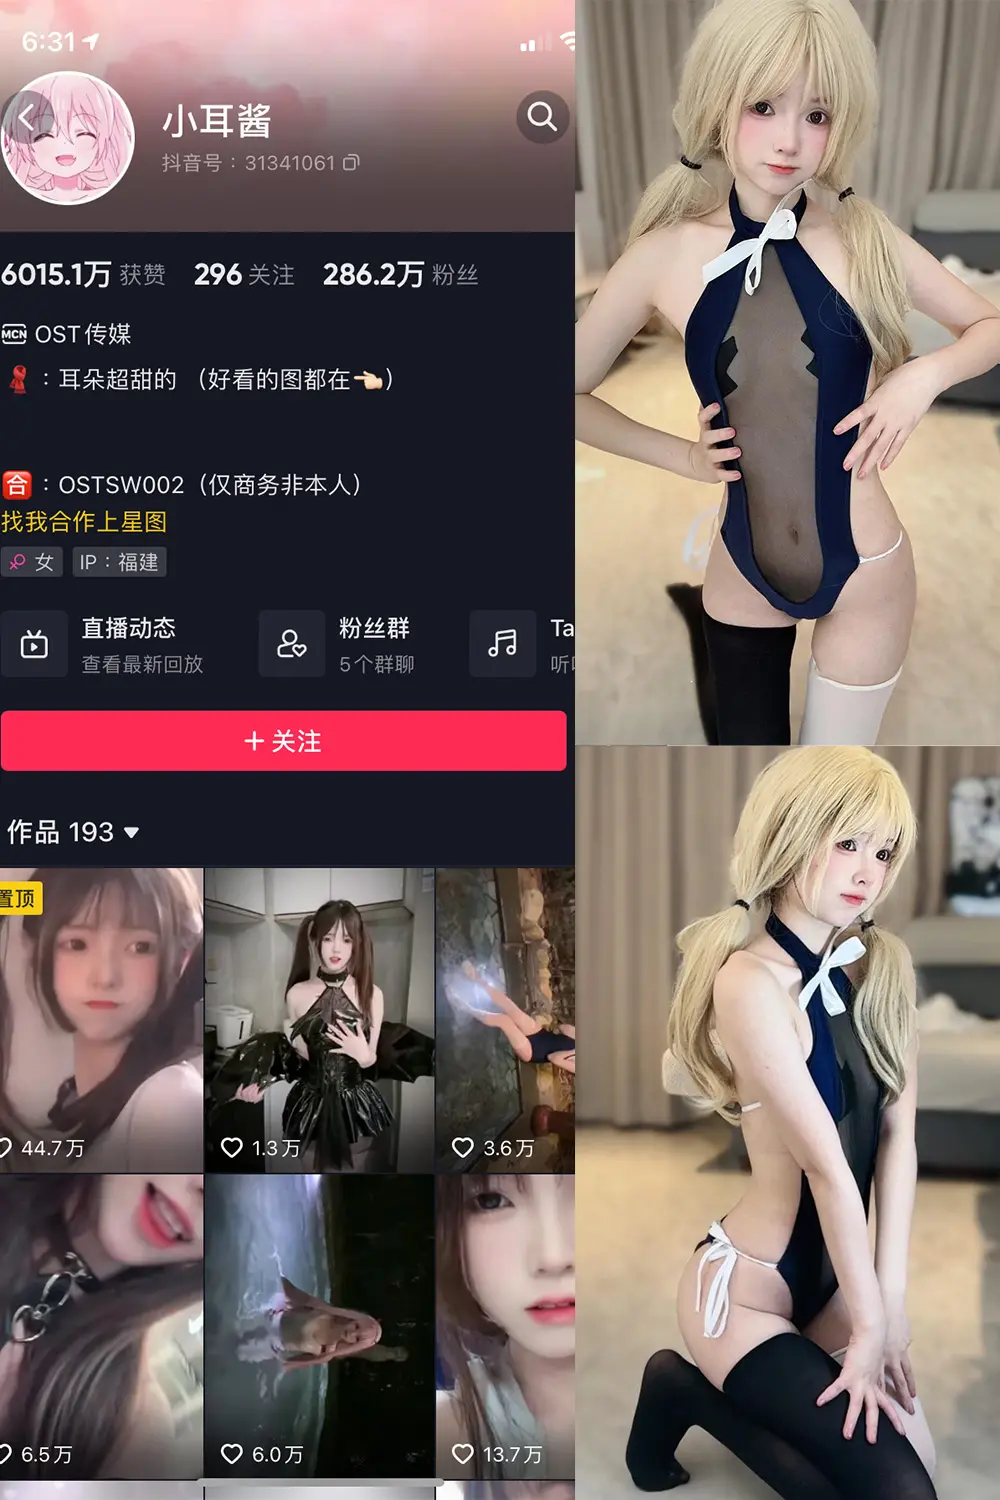 6:31
小耳酱
抖音号：31341061
6015.1万 获赞 296 关注 286.2万 粉丝
MCN OST传媒
：耳朵超甜的 （好看的图都在👈🏻）
合：OSTSW002（仅商务非本人）
找我合作上星图
女 IP：福建
直播动态 粉丝群 Ta
查看最新回放 5个群聊 听
+ 关注
作品 193
置顶
44.7万 1.3万 3.6万
6.5万 6.0万 13.7万